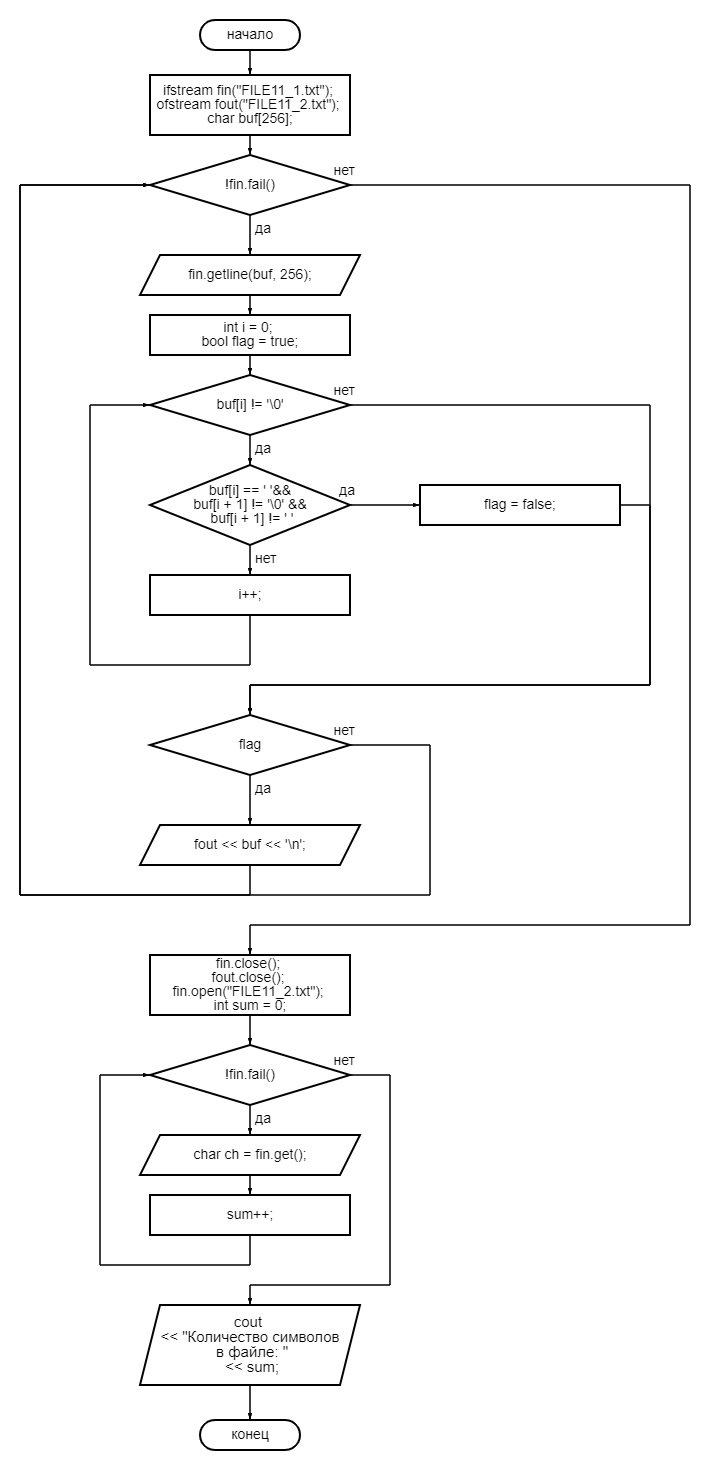 начало
ifstream fin("FILE11_1.txt");
ofstream fout("FILE11_2.txt");
char buf[256];
!fin.fail()
нет
да
fin.getline(buf, 256);
int i = 0;
bool flag = true;
buf[i] != '\0'
нет
да
buf[i] == ' '&&
buf[i + 1] != '\0' &&
buf[i + 1] != ' '
да
flag = false;
нет
i++;
flag
нет
да
fout << buf << '\n';
fin.close();
fout.close();
fin.open("FILE11_2.txt");
int sum = 0;
!fin.fail()
нет
да
char ch = fin.get();
sum++;
cout
<< "Количество символов
в файле: "
<< sum;
конец